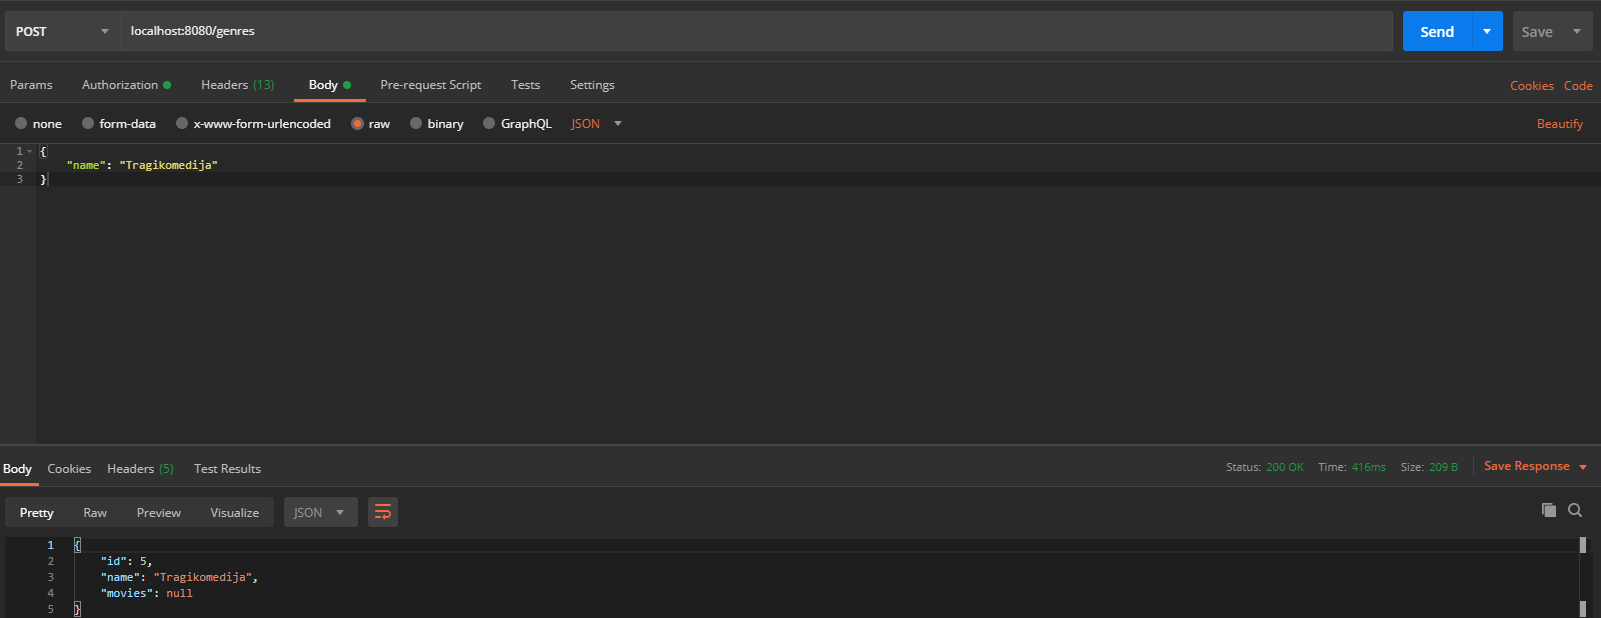 POST localhost:8080/genres Send Save
Params Authorization Headers (13) Body Pre-request Script Tests Settings Cookies Code
none form-data x-www-form-urlencoded raw binary GraphQL JSON Beautify
1 {
2 "name": "Tragikomedija"
3 }
Body Cookies Headers (5) Test Results Status: 200 OK Time: 416ms Size: 209 B Save Response
Pretty Raw Preview Visualize JSON
1 {
2 "id": 5,
3 "name": "Tragikomedija",
4 "movies": null
5 }